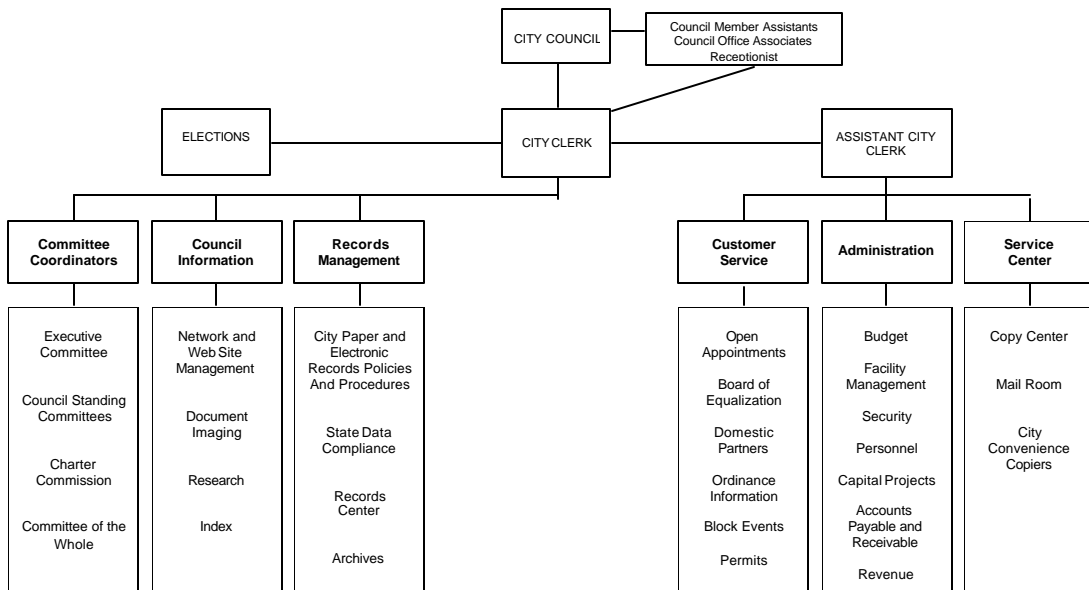 CITY COUNCIL
Council Member Assistants
Council Office Associates
Receptionist
ELECTIONS
CITY CLERK
ASSISTANT CITY
CLERK
Committee
Coordinators
Council
Information
Records
Management
Customer
Service
Administration
Service
Center
Executive
Committee
Council Standing
Committees
Charter
Commission
Committee of the
Whole
Network and
Web Site
Management
Document
Imaging
Research
Index
City Paper and
Electronic
Records Policies
And Procedures
State Data
Compliance
Records
Center
Archives
Open
Appointments
Board of
Equalization
Domestic
Partners
Ordinance
Information
Block Events
Permits
Budget
Facility
Management
Security
Personnel
Capital Projects
Accounts
Payable and
Receivable
Revenue
Copy Center
Mail Room
City
Convenience
Copiers